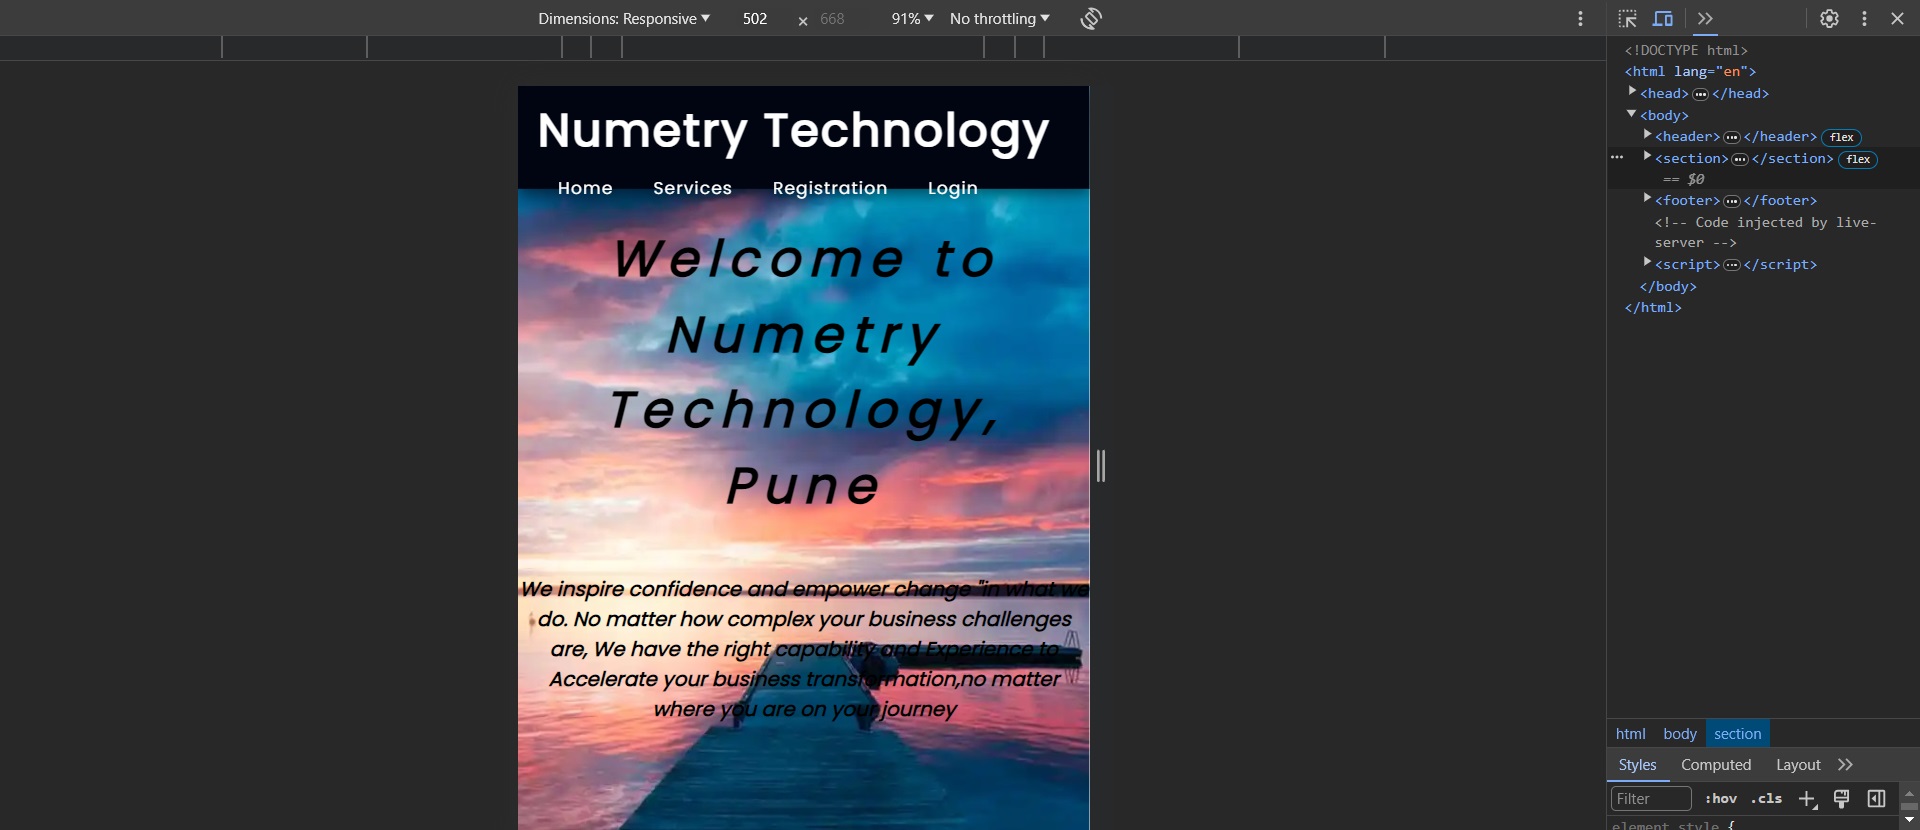 Dimensions: Responsive ▼ 502 × 668 91% ▼ No throttling ▼
Numetry Technology
Home Services Registration Login
Welcome to
Numetry
Technology,
Pune
We inspire confidence and empower change "in what we
do. No matter how complex your business challenges
are, We have the right capability and Experience to
Accelerate your business transformation,no matter
where you are on your journey
<!DOCTYPE html>
<html lang="en">
<head> ••• </head>
<body>
<header> ••• </header> flex
••• <section> ••• </section> flex
== $0
<footer> ••• </footer>
<!-- Code injected by live-
server -->
<script> ••• </script>
</body>
</html>
html body section
Styles Computed Layout
Filter :hov .cls
element.style {